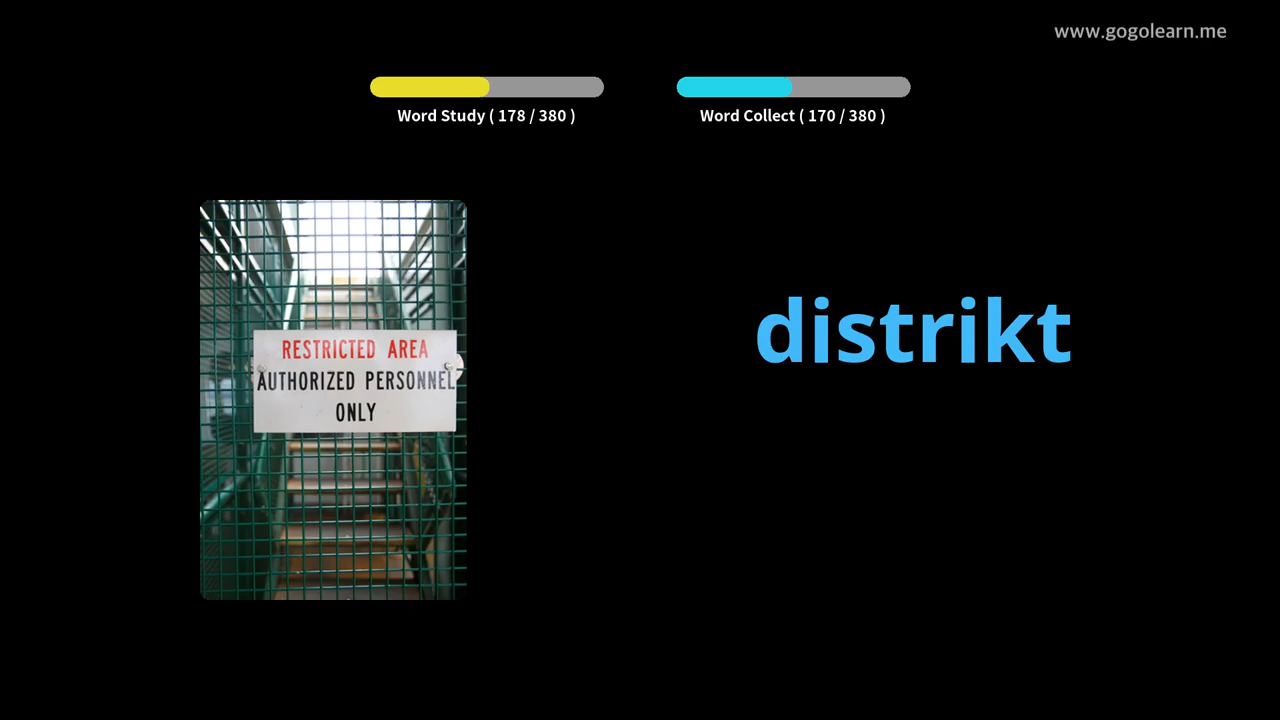 www.gogolearn.me
Word Study ( 178 / 380 )
Word Collect ( 170 / 380 )
RESTRICTED AREA
AUTHORIZED PERSONNEL
ONLY
distrikt